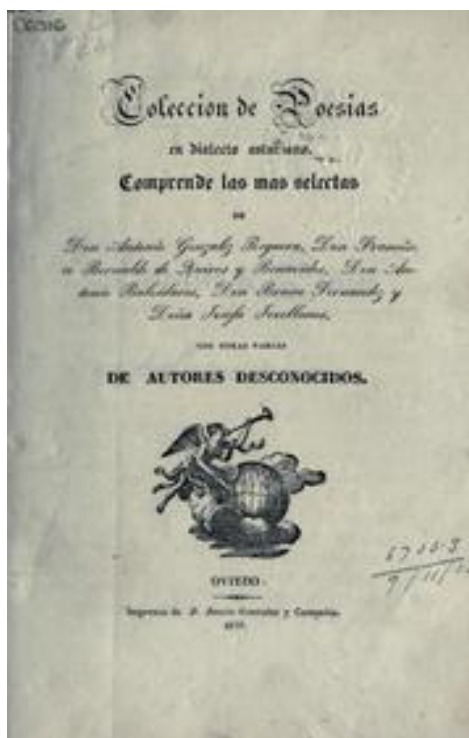 Coleccion de Poesias
en dialecto asturiano.
Comprende las mas selectas
DE
Don Antonio Gonzalez Reguera, Don Francis-
co Bernaldo de Quiros y Benavides, Don An-
tonio Balvidares, Don Bruno Fernandez y
Doña Josefa Jovellanos,
CON OTRAS VARIAS
DE AUTORES DESCONOCIDOS.
OVIEDO.
Imprenta de D. Benito Gonzalez y Compañia.